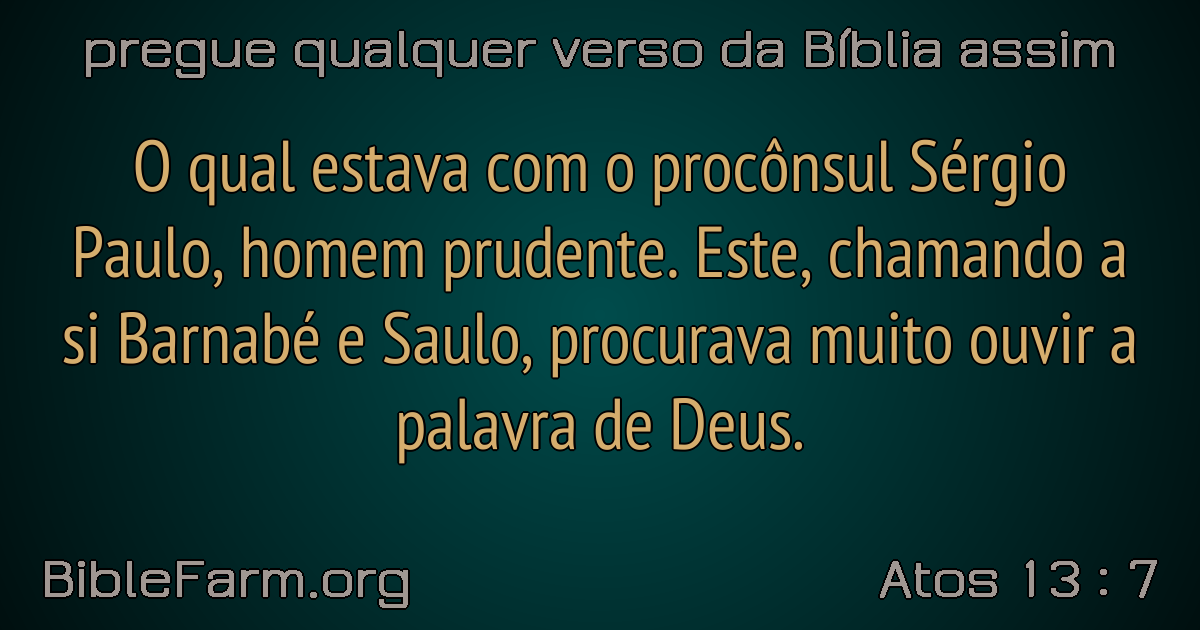 pregue qualquer verso da Bíblia assim
O qual estava com o procônsul Sérgio
Paulo, homem prudente. Este, chamando a
si Barnabé e Saulo, procurava muito ouvir a
palavra de Deus.
BibleFarm.org
Atos 13 : 7